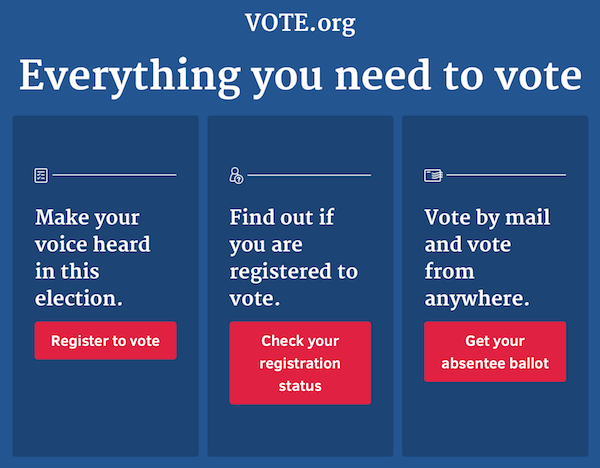 VOTE.org
Everything you need to vote
Make your
voice heard
in this
election.
Register to vote
Find out if
you are
registered to
vote.
Check your
registration
status
Vote by mail
and vote
from
anywhere.
Get your
absentee ballot